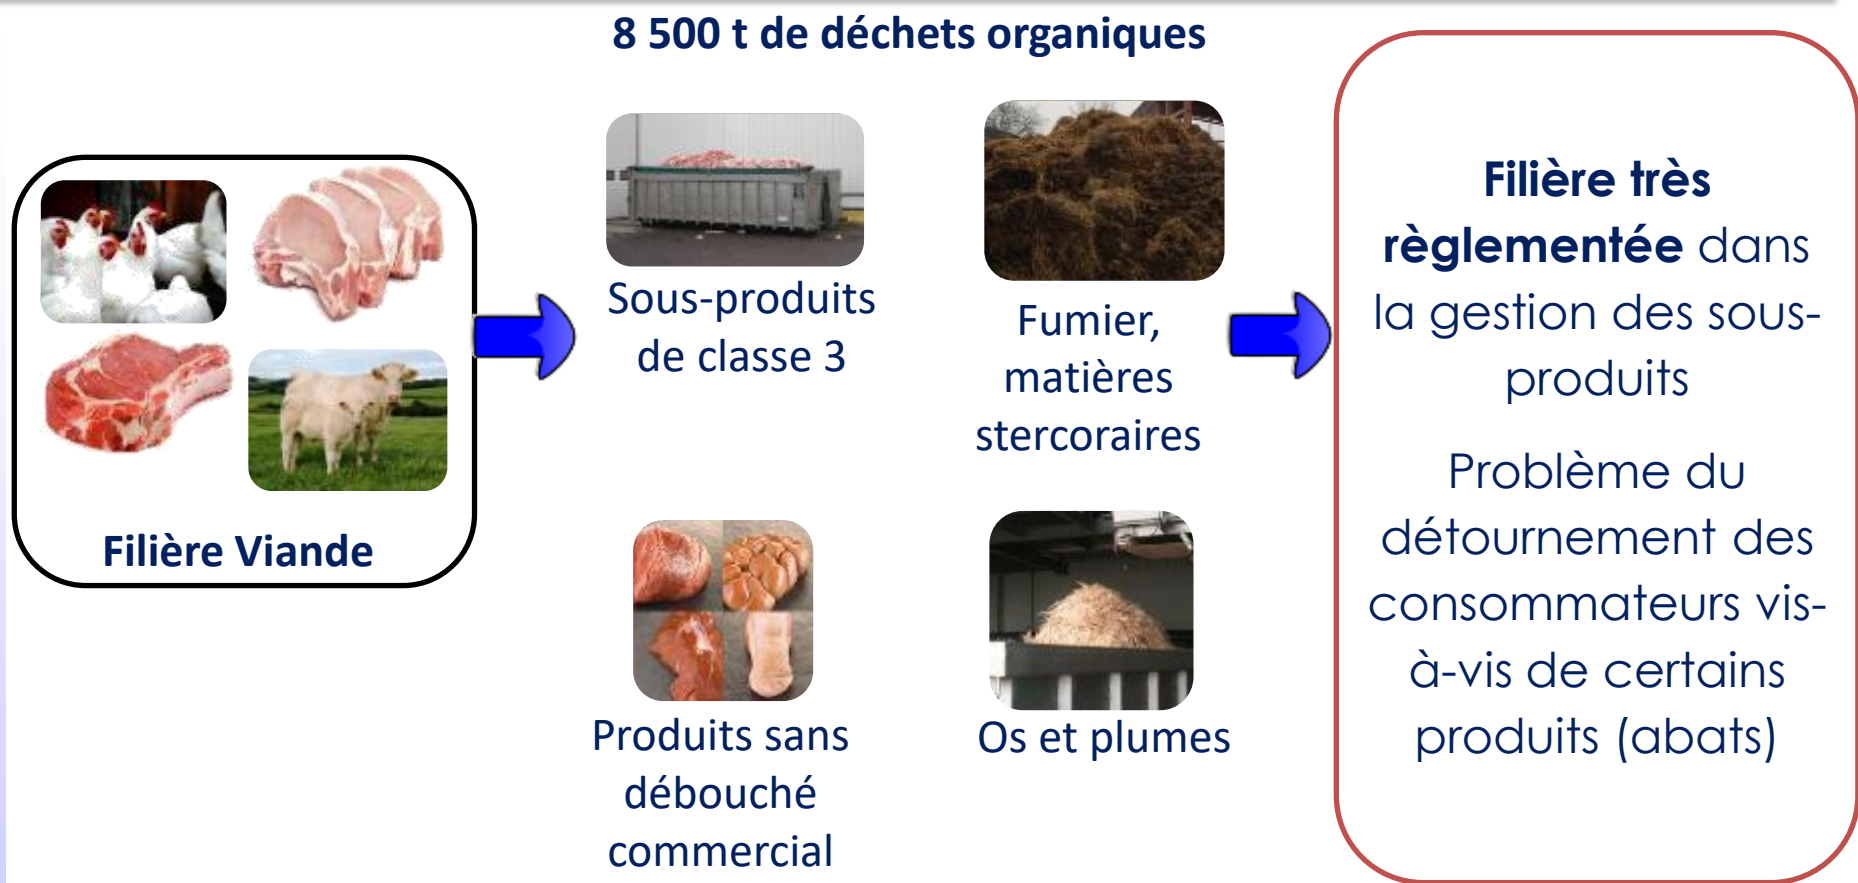 8 500 t de déchets organiques
Filière Viande
Sous-produits
de classe 3
Fumier,
matières
stercoraires
Produits sans
débouché
commercial
Os et plumes
Filière très
règlementée dans
la gestion des sous-
produits
Problème du
détournement des
consommateurs vis-
à-vis de certains
produits (abats)